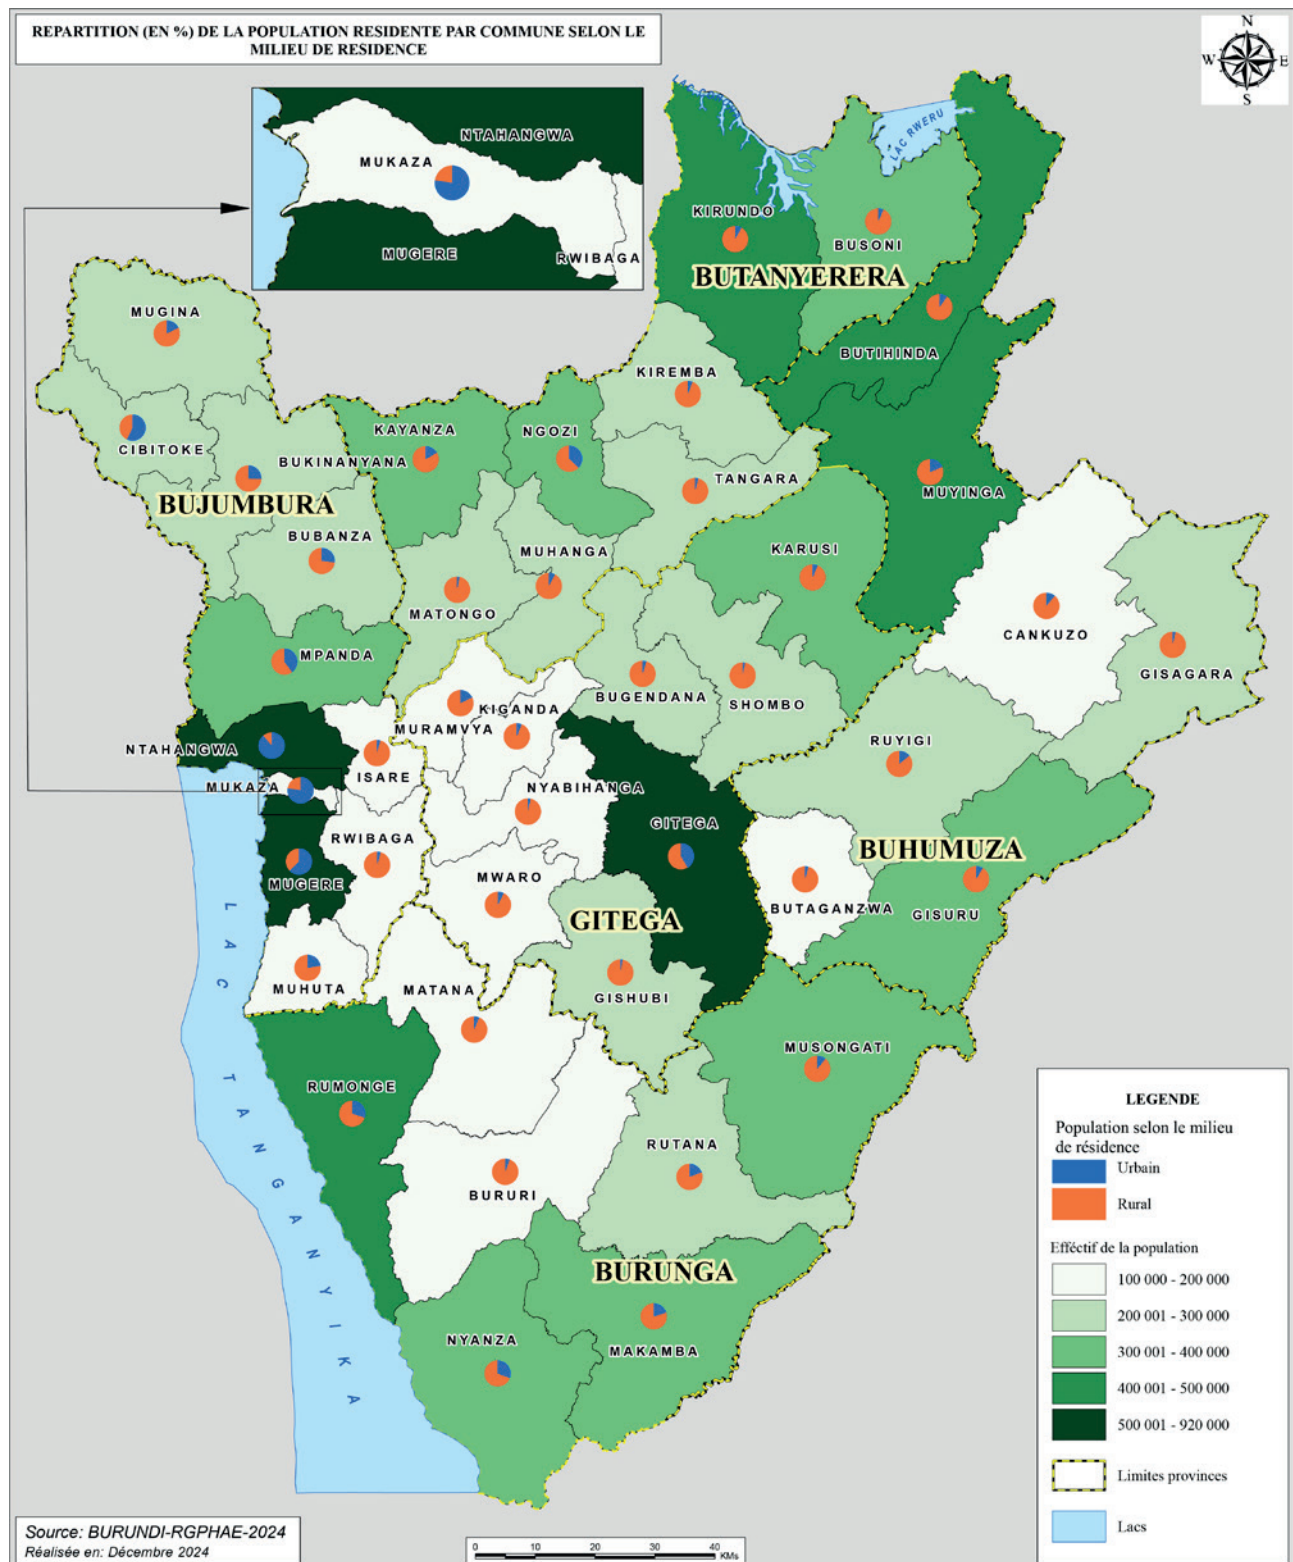 REPARTITION (EN %) DE LA POPULATION RESIDENTE PAR COMMUNE SELON LE
MILIEU DE RESIDENCE
N
W E
S
NTAHANGWA
MUKAZA
MUGERE
RWIBAGA
LAC RWERU
KIRUNDO
BUSONI
BUTANYERERA
MUGINA
BUTIHINDA
KIREMBA
CIBITOKE
KAYANZA
NGOZI
BUKINANYANA
TANGARA
MUYINGA
BUJUMBURA
BUBANZA
MUHANGA
KARUSI
MATONGO
CANKUZO
GISAGARA
MPANDA
BUGENDANA
SHOMBO
KIGANDA
MURAMVYA
RUYIGI
NTAHANGWA
ISARE
MUKAZA
NYABIHANGA
GITEGA
RWIBAGA
BUHUMUZA
MUGERE
MWARO
BUTAGANZWA
GISURU
GITEGA
MUHUTA
MATANA
GISHUBI
MUSONGATI
RUMONGE
RUTANA
BURURI
BURUNGA
NYANZA
MAKAMBA
LAC TANGANYIKA
LEGENDE
Population selon le milieu
de résidence
Urbain
Rural
Efféctif de la population
100 000 - 200 000
200 001 - 300 000
300 001 - 400 000
400 001 - 500 000
500 001 - 920 000
Limites provinces
Lacs
Source: BURUNDI-RGPHAE-2024
Réalisée en: Décembre 2024
0 10 20 30 40
KMs